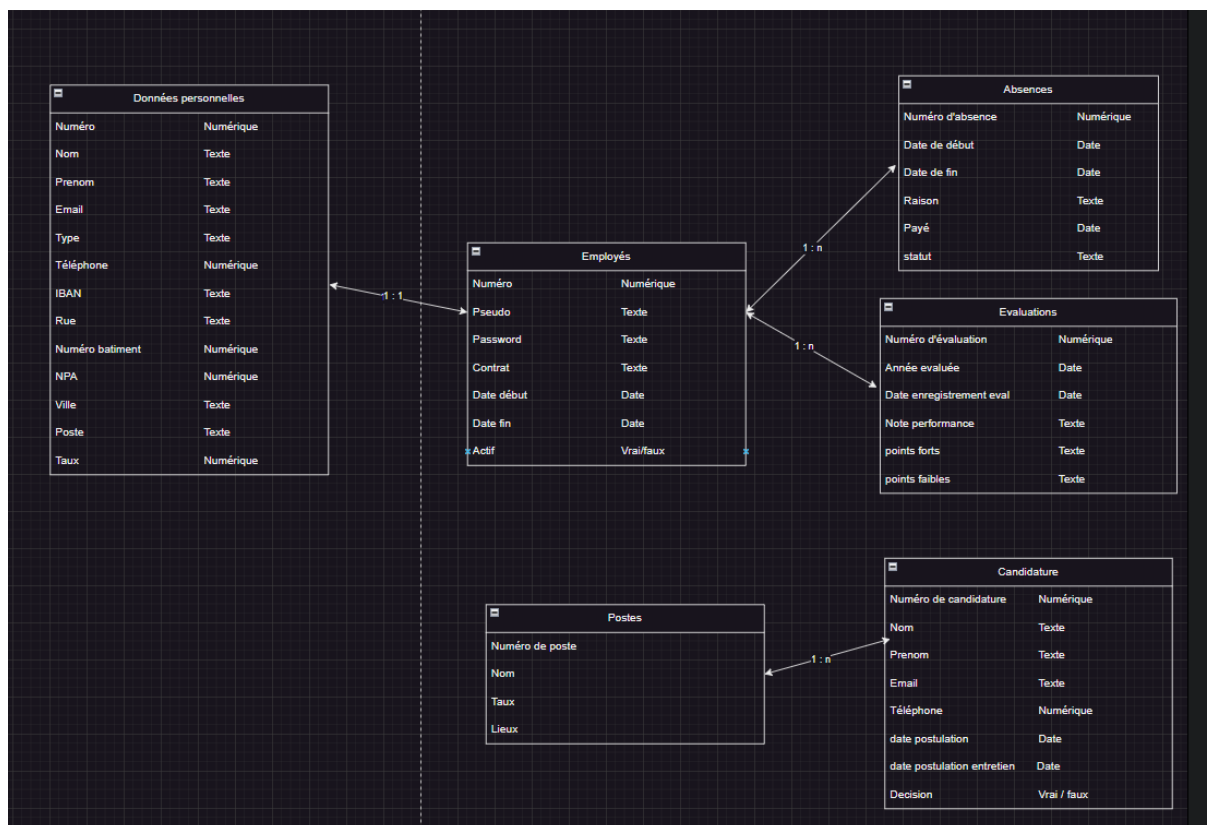 Données personnelles
Numéro Numérique
Nom Texte
Prenom Texte
Email Texte
Type Texte
Téléphone Numérique
IBAN Texte
Rue Texte
Numéro batiment Numérique
NPA Numérique
Ville Texte
Poste Texte
Taux Numérique
1 : 1
Employés
Numéro Numérique
Pseudo Texte
Password Texte
Contrat Texte
Date début Date
Date fin Date
Actif Vrai/faux
1 : n
Absences
Numéro d'absence Numérique
Date de début Date
Date de fin Date
Raison Texte
Payé Date
statut Texte
1 : n
Evaluations
Numéro d'évaluation Numérique
Année evaluée Date
Date enregistrement eval Date
Note performance Texte
points forts Texte
points faibles Texte
Postes
Numéro de poste
Nom
Taux
Lieux
1 : n
Candidature
Numéro de candidature Numérique
Nom Texte
Prenom Texte
Email Texte
Téléphone Numérique
date postulation Date
date postulation entretien Date
Decision Vrai / faux